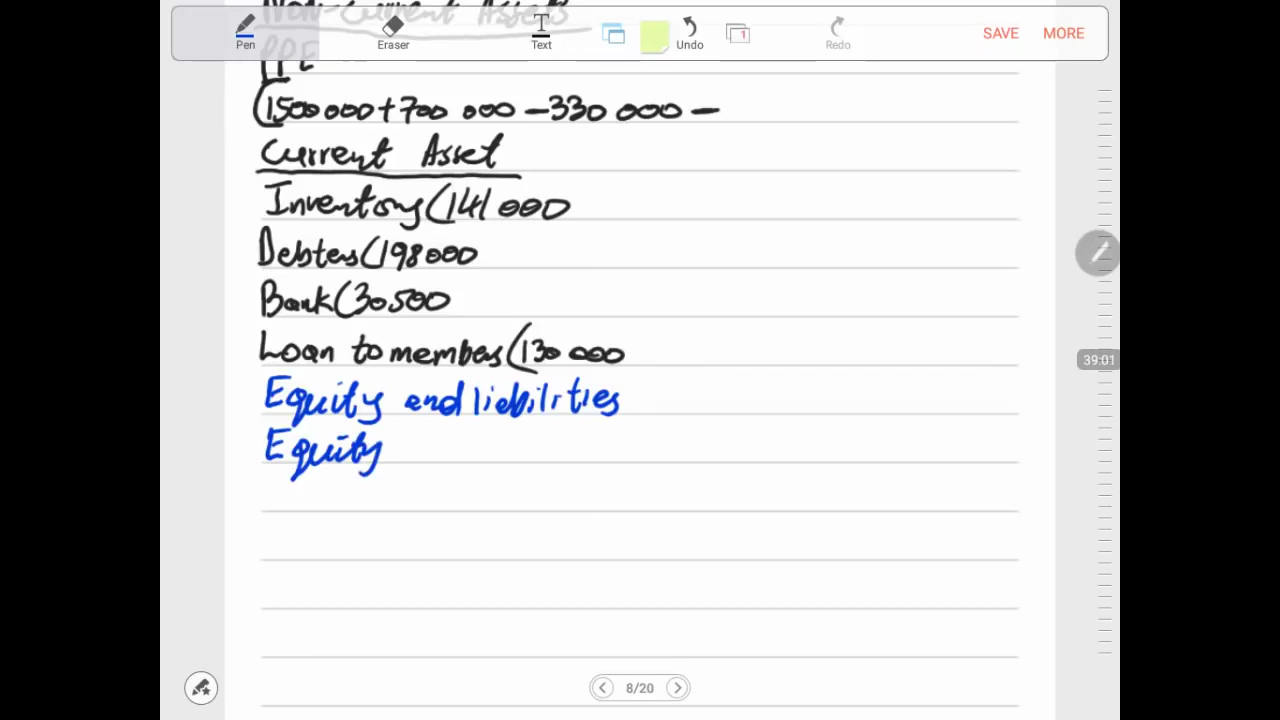 Non-Current Assets
Pen
Eraser
Text
Undo
1
Redo
SAVE
MORE
PPE
(1500 000 + 700 000 - 330 000 -
Current Asset
Inventory (141 000
Debters (198 000
Bank (30 500
Loan to members (130 000
39:01
Equity and liabilities
Equity
8/20